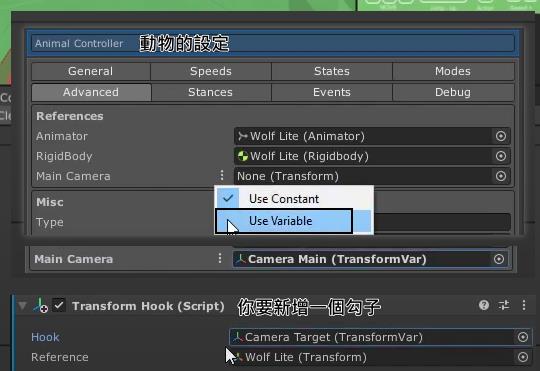 Animal Controller 動物的設定
General Speeds States Modes
Advanced Stances Events Debug
References
Animator Wolf Lite (Animator)
RigidBody Wolf Lite (Rigidbody)
Main Camera None (Transform)
Misc Use Constant
Type Use Variable
Main Camera Camera Main (TransformVar)
Transform Hook (Script) 你要新增一個勾子
Hook Camera Target (TransformVar)
Reference Wolf Lite (Transform)